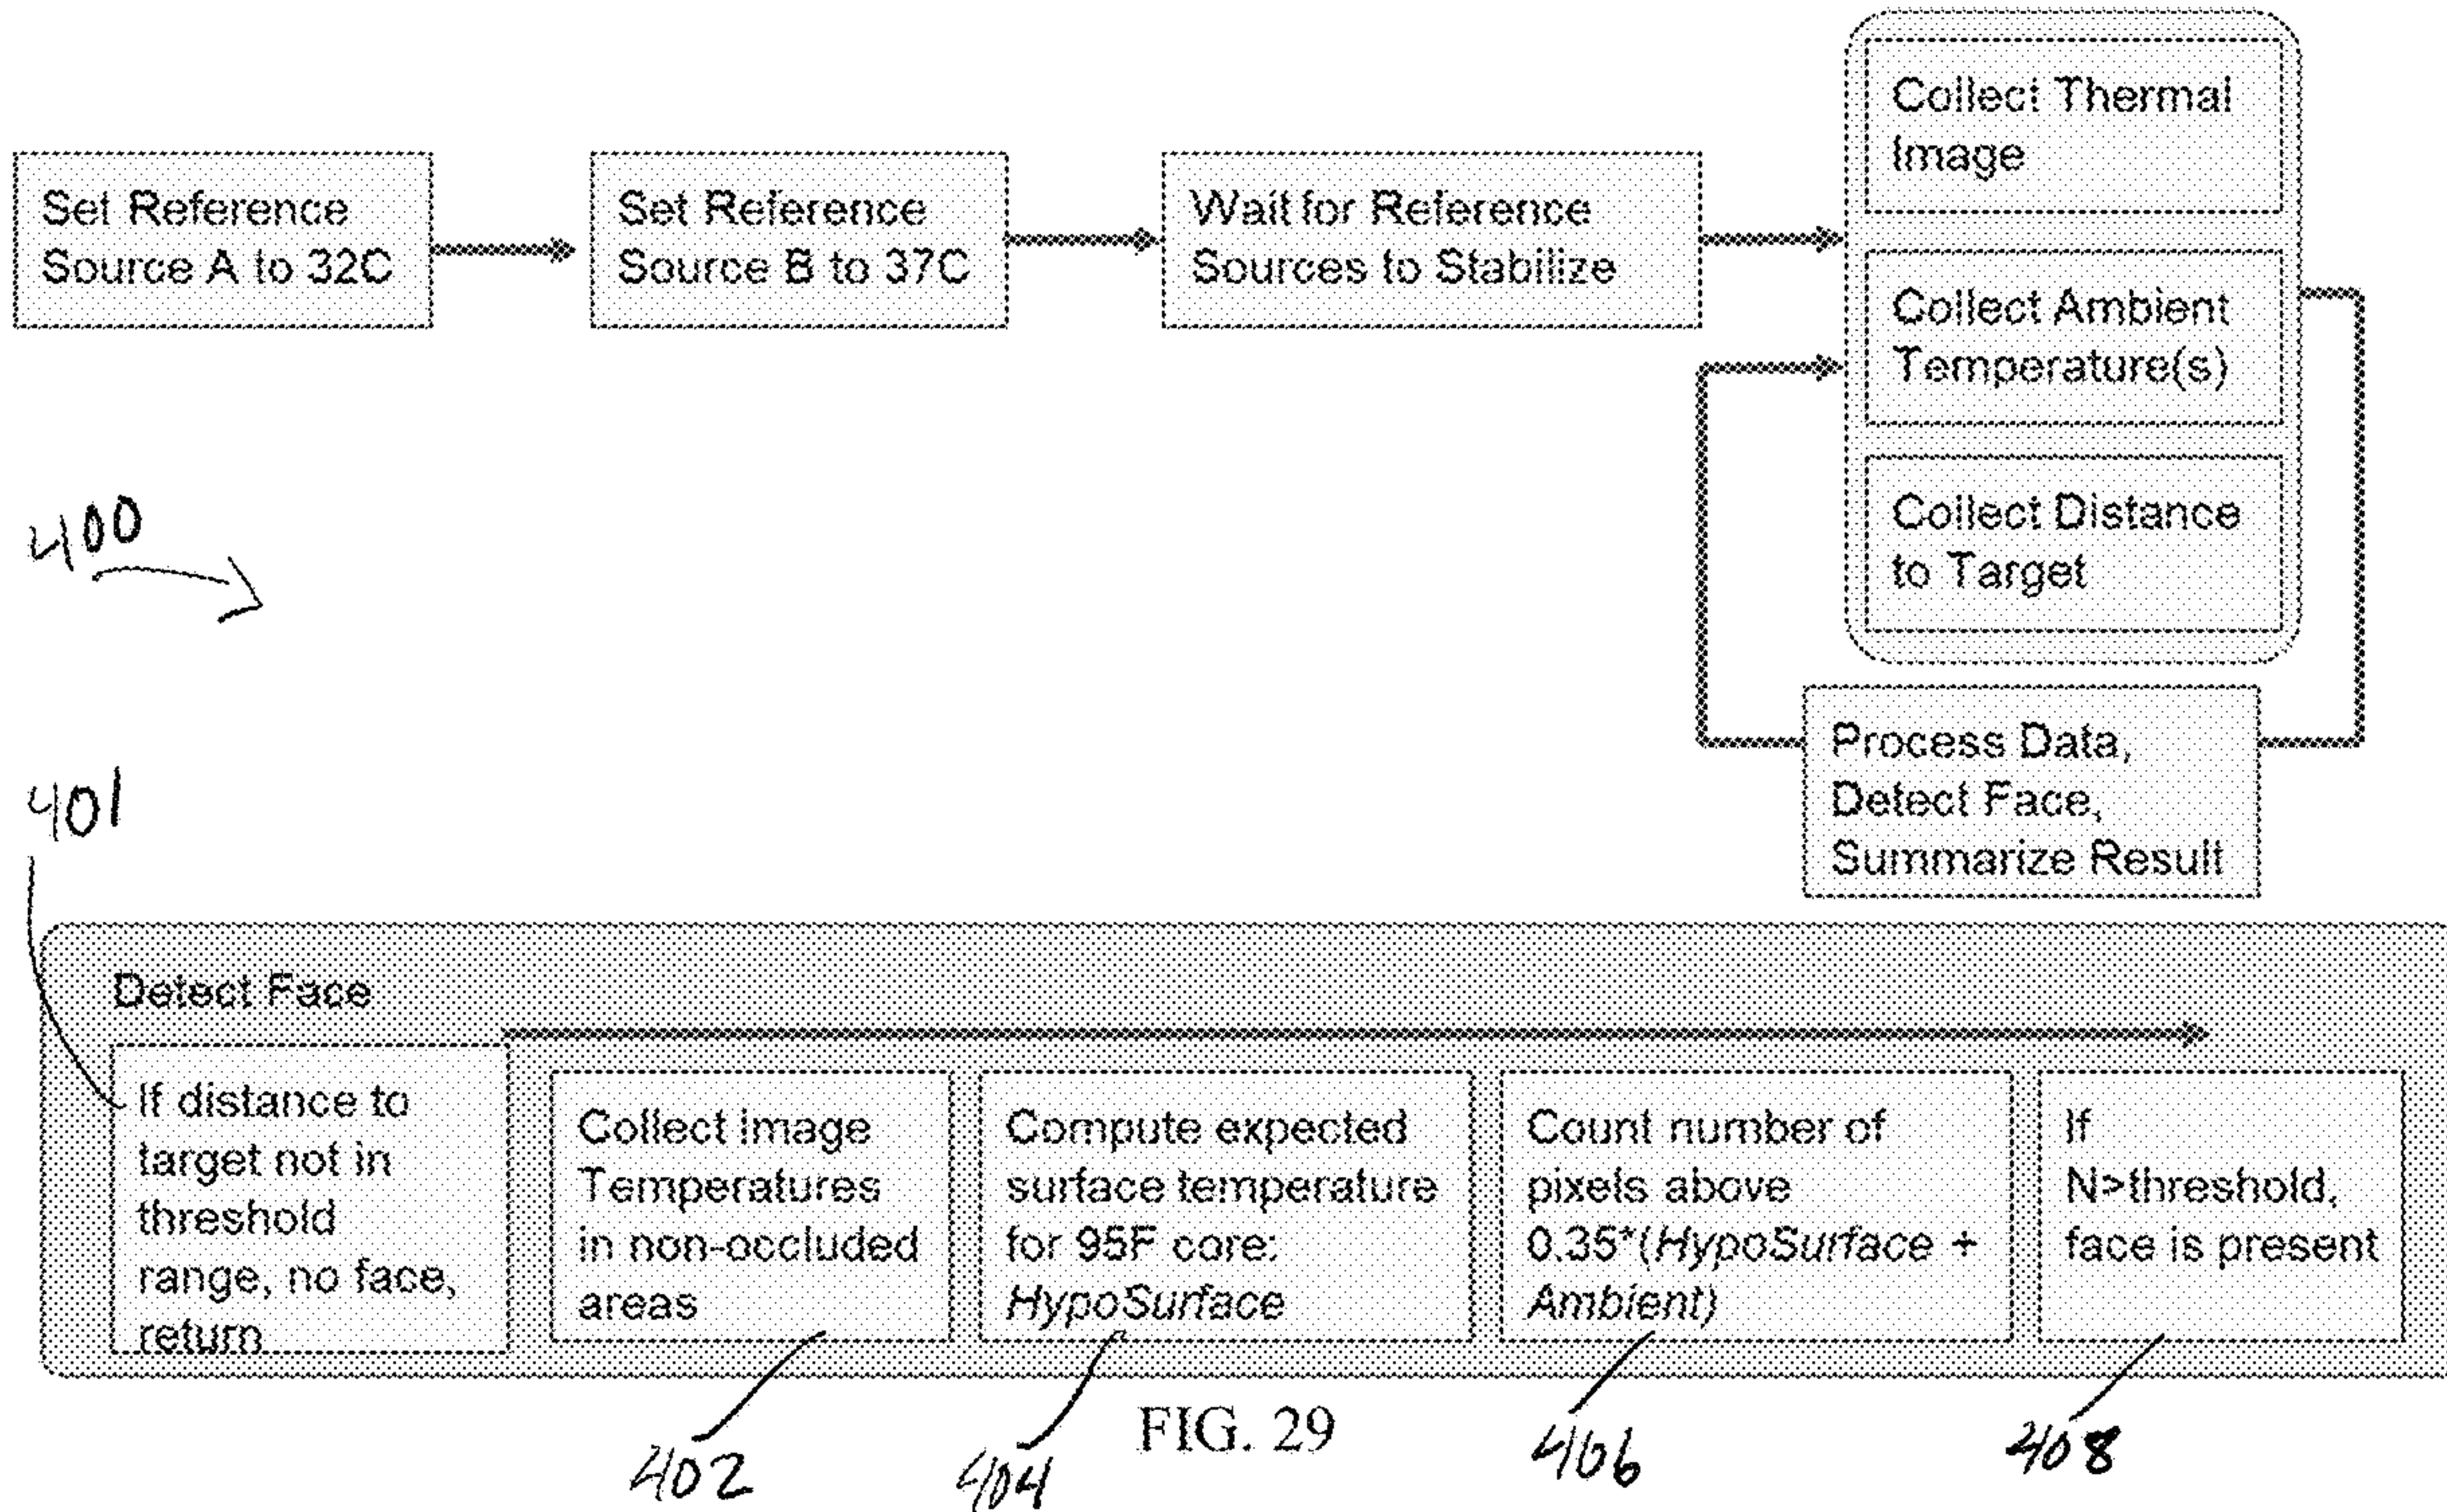 Set Reference
Source A to 32C
Set Reference
Source B to 37C
Wait for Reference
Sources to Stabilize
Collect Thermal
Image
Collect Ambient
Temperature(s)
Collect Distance
to Target
Process Data,
Detect Face,
Summarize Result
400
401
Detect Face
If distance to
target not in
threshold
range, no face,
return
Collect Image
Temperatures
in non-occluded
areas
Compute expected
surface temperature
for 95F core:
HypoSurface
Count number of
pixels above
0.35*(HypoSurface +
Ambient)
If
N>threshold,
face is present
402
404
FIG. 29
406
408